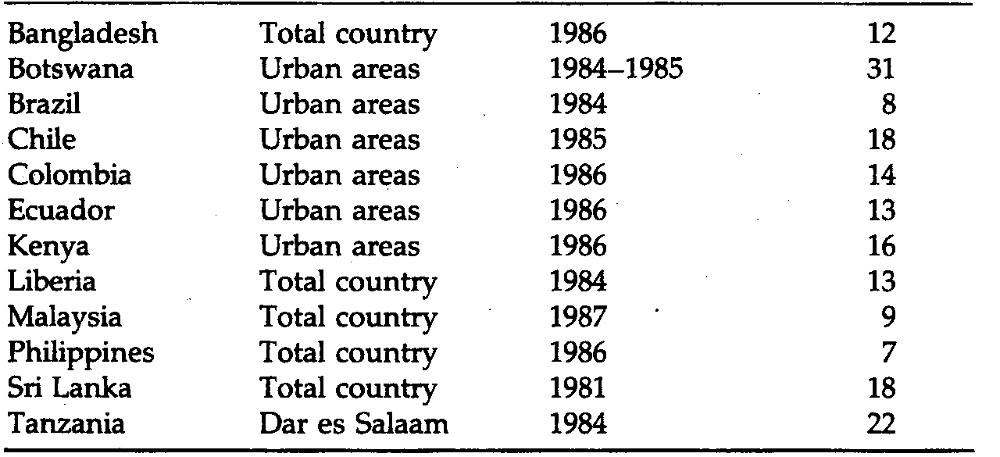 Bangladesh Total country 1986 12
Botswana Urban areas 1984–1985 31
Brazil Urban areas 1984 8
Chile Urban areas 1985 18
Colombia Urban areas 1986 14
Ecuador Urban areas 1986 13
Kenya Urban areas 1986 16
Liberia Total country 1984 13
Malaysia Total country 1987 9
Philippines Total country 1986 7
Sri Lanka Total country 1981 18
Tanzania Dar es Salaam 1984 22